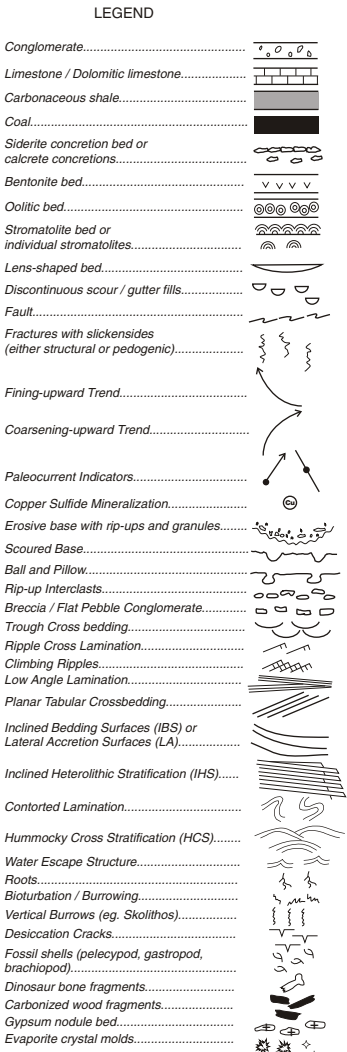 LEGEND
Conglomerate
Limestone / Dolomitic limestone
Carbonaceous shale
Coal
Siderite concretion bed or
calcrete concretions
Bentonite bed
V V V V
Oolitic bed
Stromatolite bed or
individual stromatolites
Lens-shaped bed
Discontinuous scour / gutter fills
Fault
Fractures with slickensides
(either structural or pedogenic)
Fining-upward Trend
Coarsening-upward Trend
Paleocurrent Indicators
Copper Sulfide Mineralization
Cu
Erosive base with rip-ups and granules
Scoured Base
Ball and Pillow
Rip-up Interclasts
Breccia / Flat Pebble Conglomerate
Trough Cross bedding
Ripple Cross Lamination
Climbing Ripples
Low Angle Lamination
Planar Tabular Crossbedding
Inclined Bedding Surfaces (IBS) or
Lateral Accretion Surfaces (LA)
Inclined Heterolithic Stratification (IHS)
Contorted Lamination
Hummocky Cross Stratification (HCS)
Water Escape Structure
Roots
Bioturbation / Burrowing
Vertical Burrows (eg. Skolithos)
Desiccation Cracks
Fossil shells (pelecypod, gastropod,
brachiopod)
Dinosaur bone fragments
Carbonized wood fragments
Gypsum nodule bed
Evaporite crystal molds